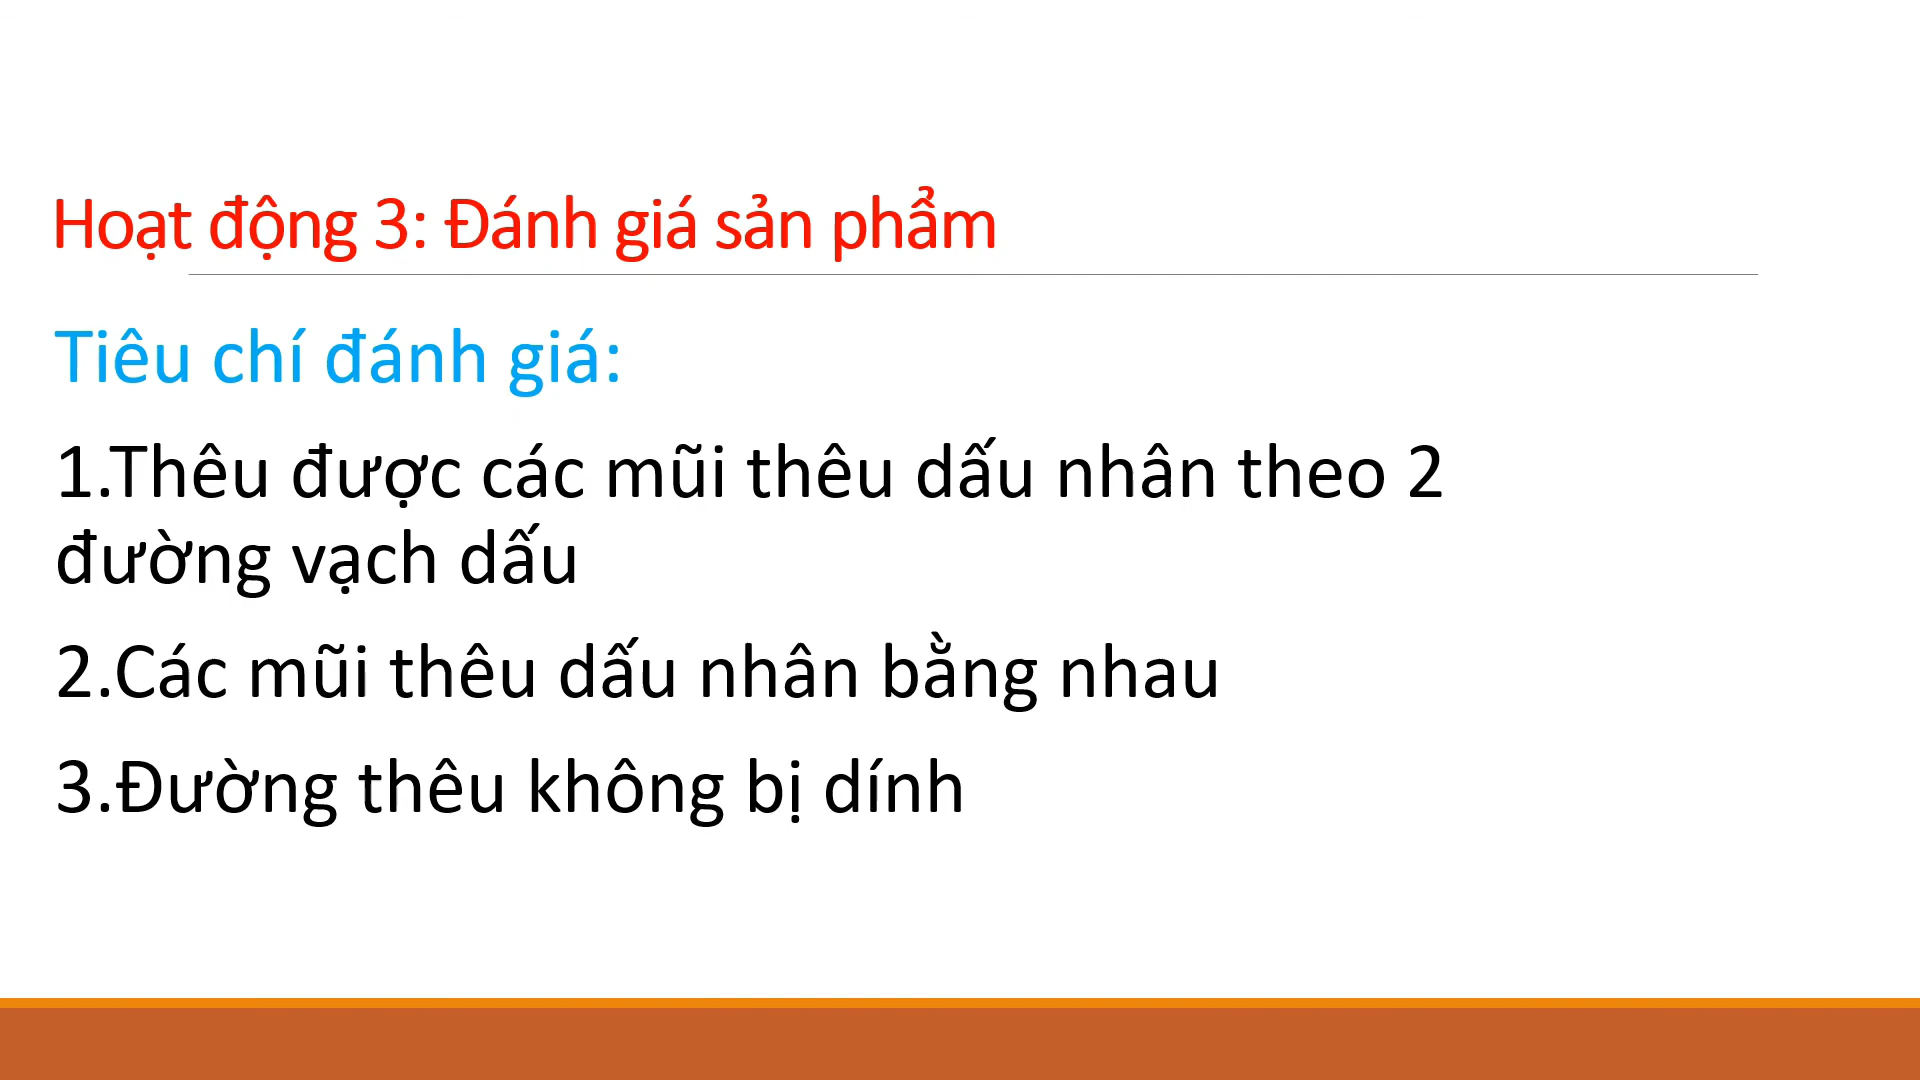 Hoạt động 3: Đánh giá sản phẩm
Tiêu chí đánh giá:
1.Thêu được các mũi thêu dấu nhân theo 2
đường vạch dấu
2.Các mũi thêu dấu nhân bằng nhau
3.Đường thêu không bị dính